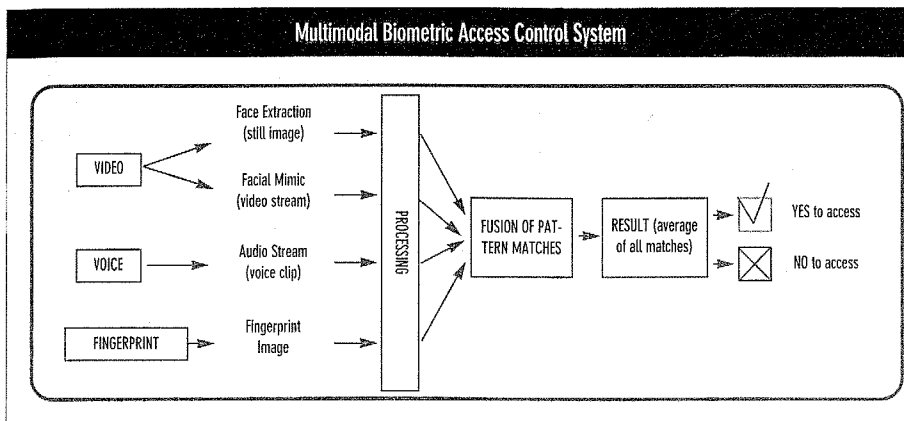 Multimodal Biometric Access Control System
VIDEO
Face Extraction
(still image)
Facial Mimic
(video stream)
VOICE
Audio Stream
(voice clip)
FINGERPRINT
Fingerprint
Image
PROCESSING
FUSION OF PAT-
TERN MATCHES
RESULT (average
of all matches)
YES to access
NO to access